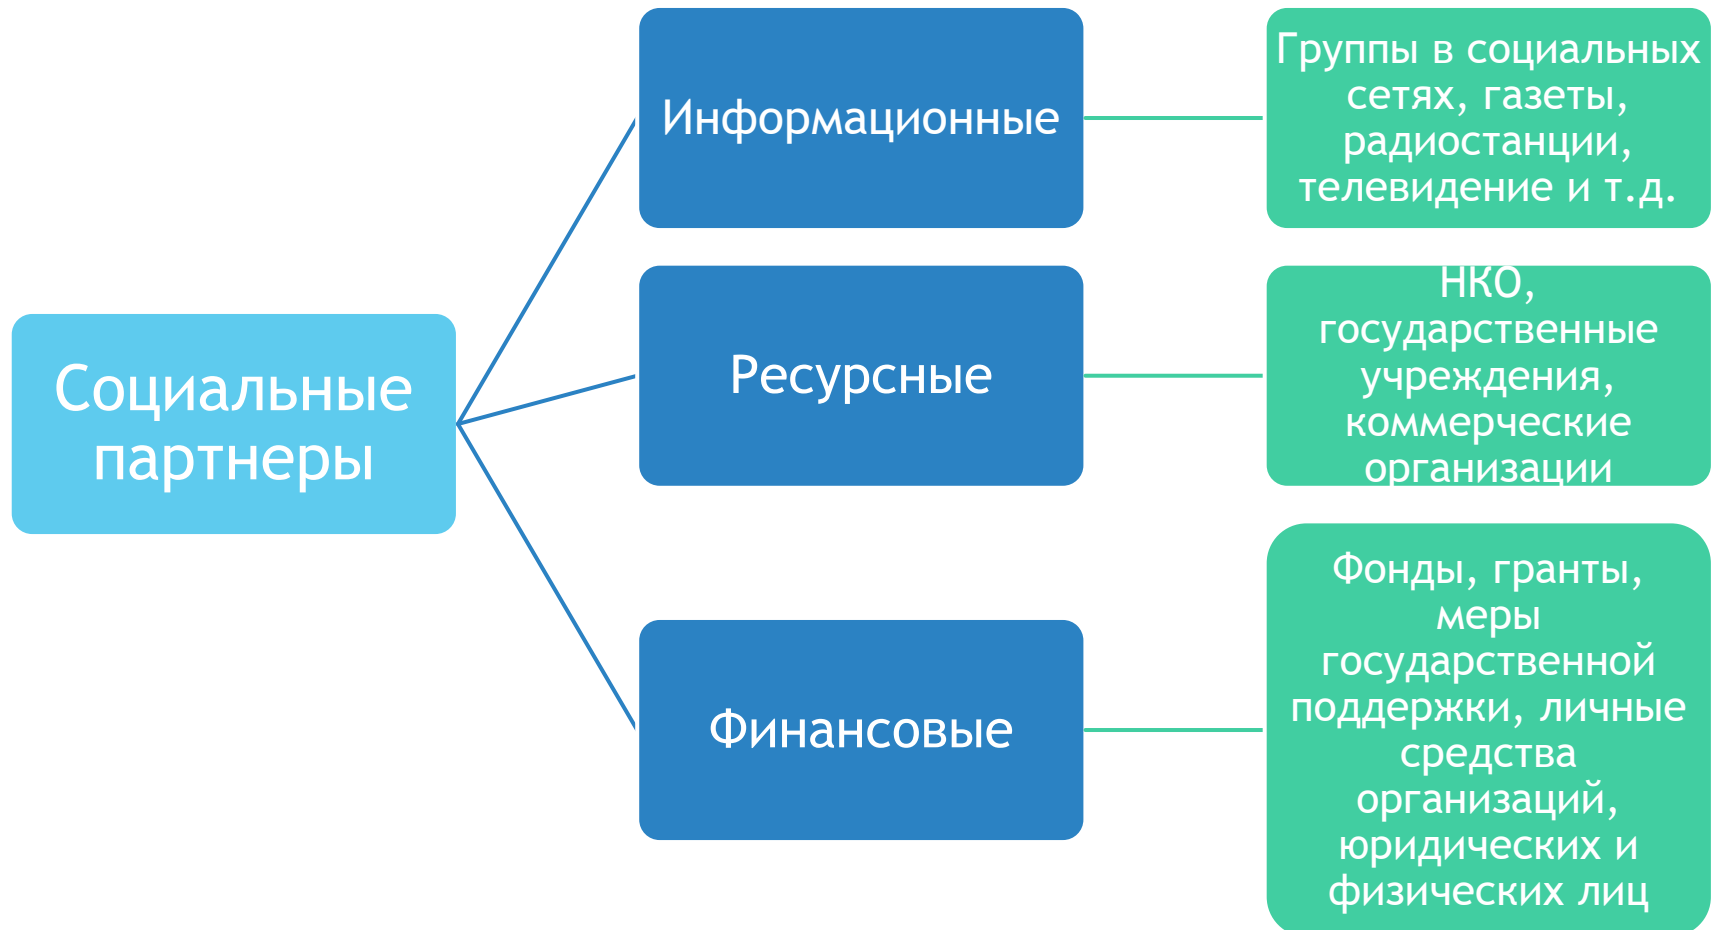 Социальные
партнеры
Информационные
Группы в социальных
сетях, газеты,
радиостанции,
телевидение и т.д.
Ресурсные
НКО,
государственные
учреждения,
коммерческие
организации
Финансовые
Фонды, гранты,
меры
государственной
поддержки, личные
средства
организаций,
юридических и
физических лиц